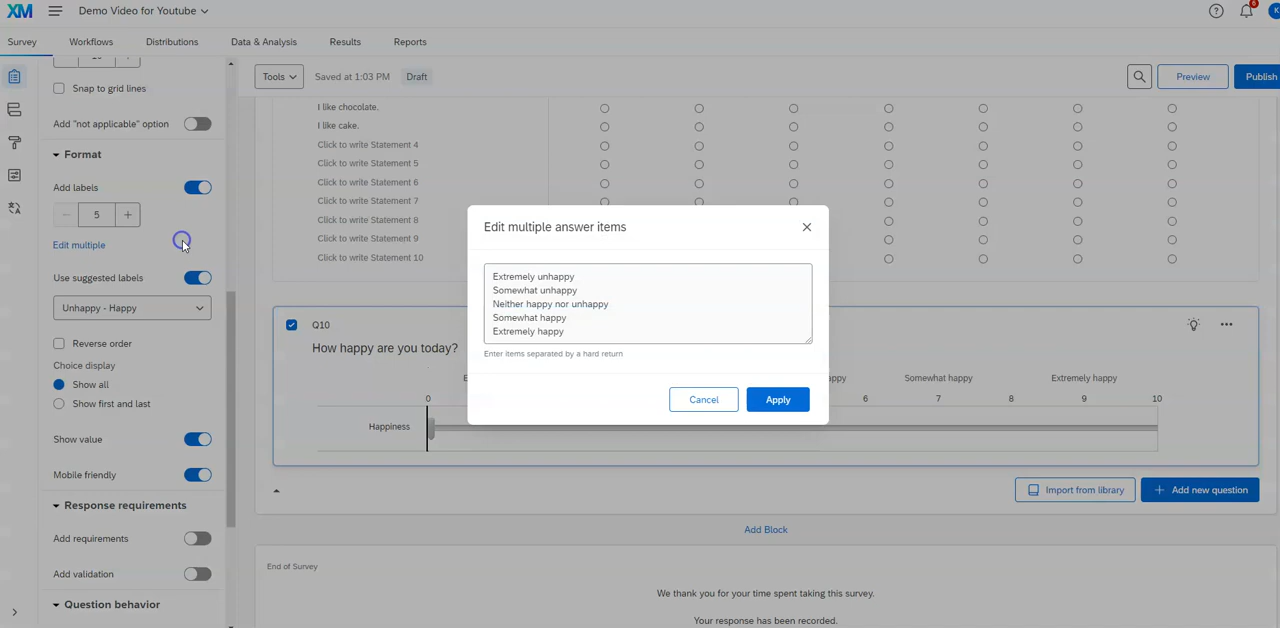 XM
Demo Video for Youtube
?
6
K
Survey
Workflows
Distributions
Data & Analysis
Results
Reports
Tools
Saved at 1:03 PM
Draft
Preview
Publish
Snap to grid lines
Add "not applicable" option
Format
Add labels
5
Edit multiple
Use suggested labels
Unhappy - Happy
Reverse order
Choice display
Show all
Show first and last
Show value
Mobile friendly
Response requirements
Add requirements
Add validation
Question behavior
I like chocolate.
I like cake.
Click to write Statement 4
Click to write Statement 5
Click to write Statement 6
Click to write Statement 7
Click to write Statement 8
Click to write Statement 9
Click to write Statement 10
Edit multiple answer items
Extremely unhappy
Somewhat unhappy
Neither happy nor unhappy
Somewhat happy
Extremely happy
Enter items separated by a hard return
Cancel
Apply
Q10
How happy are you today?
Somewhat happy
Extremely happy
0
6
7
8
9
10
Happiness
Import from library
Add new question
Add Block
End of Survey
We thank you for your time spent taking this survey.
Your response has been recorded.